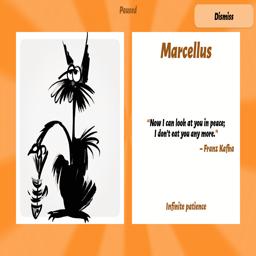 Paused
Dismiss
Marcellus
"Now I can look at you in peace;
I don't eat you any more."
– Franz Kafka
Infinite patience